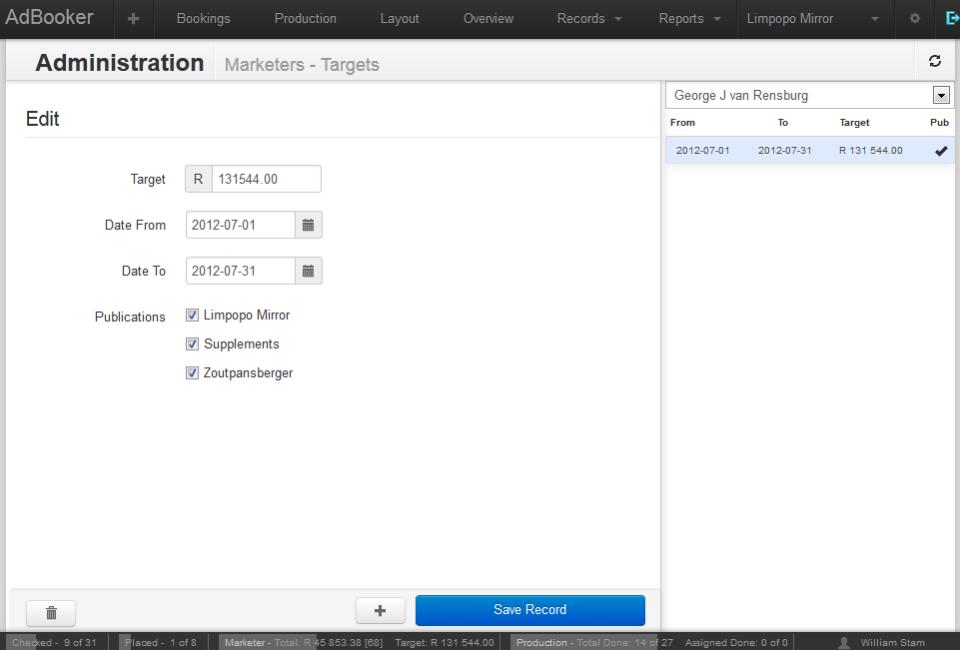 AdBooker + Bookings Production Layout Overview Records Reports Limpopo Mirror
Administration Marketers - Targets
George J van Rensburg
Edit
From To Target Pub
2012-07-01 2012-07-31 R 131 544.00
Target R 131544.00
Date From 2012-07-01
Date To 2012-07-31
Publications Limpopo Mirror
Supplements
Zoutpansberger
+ Save Record
Checked - 9 of 31 Placed - 1 of 8 Marketer - Total: R 45 853.38 [68] Target: R 131 544.00 Production - Total Done: 14 of 27 Assigned Done: 0 of 0 William Stam